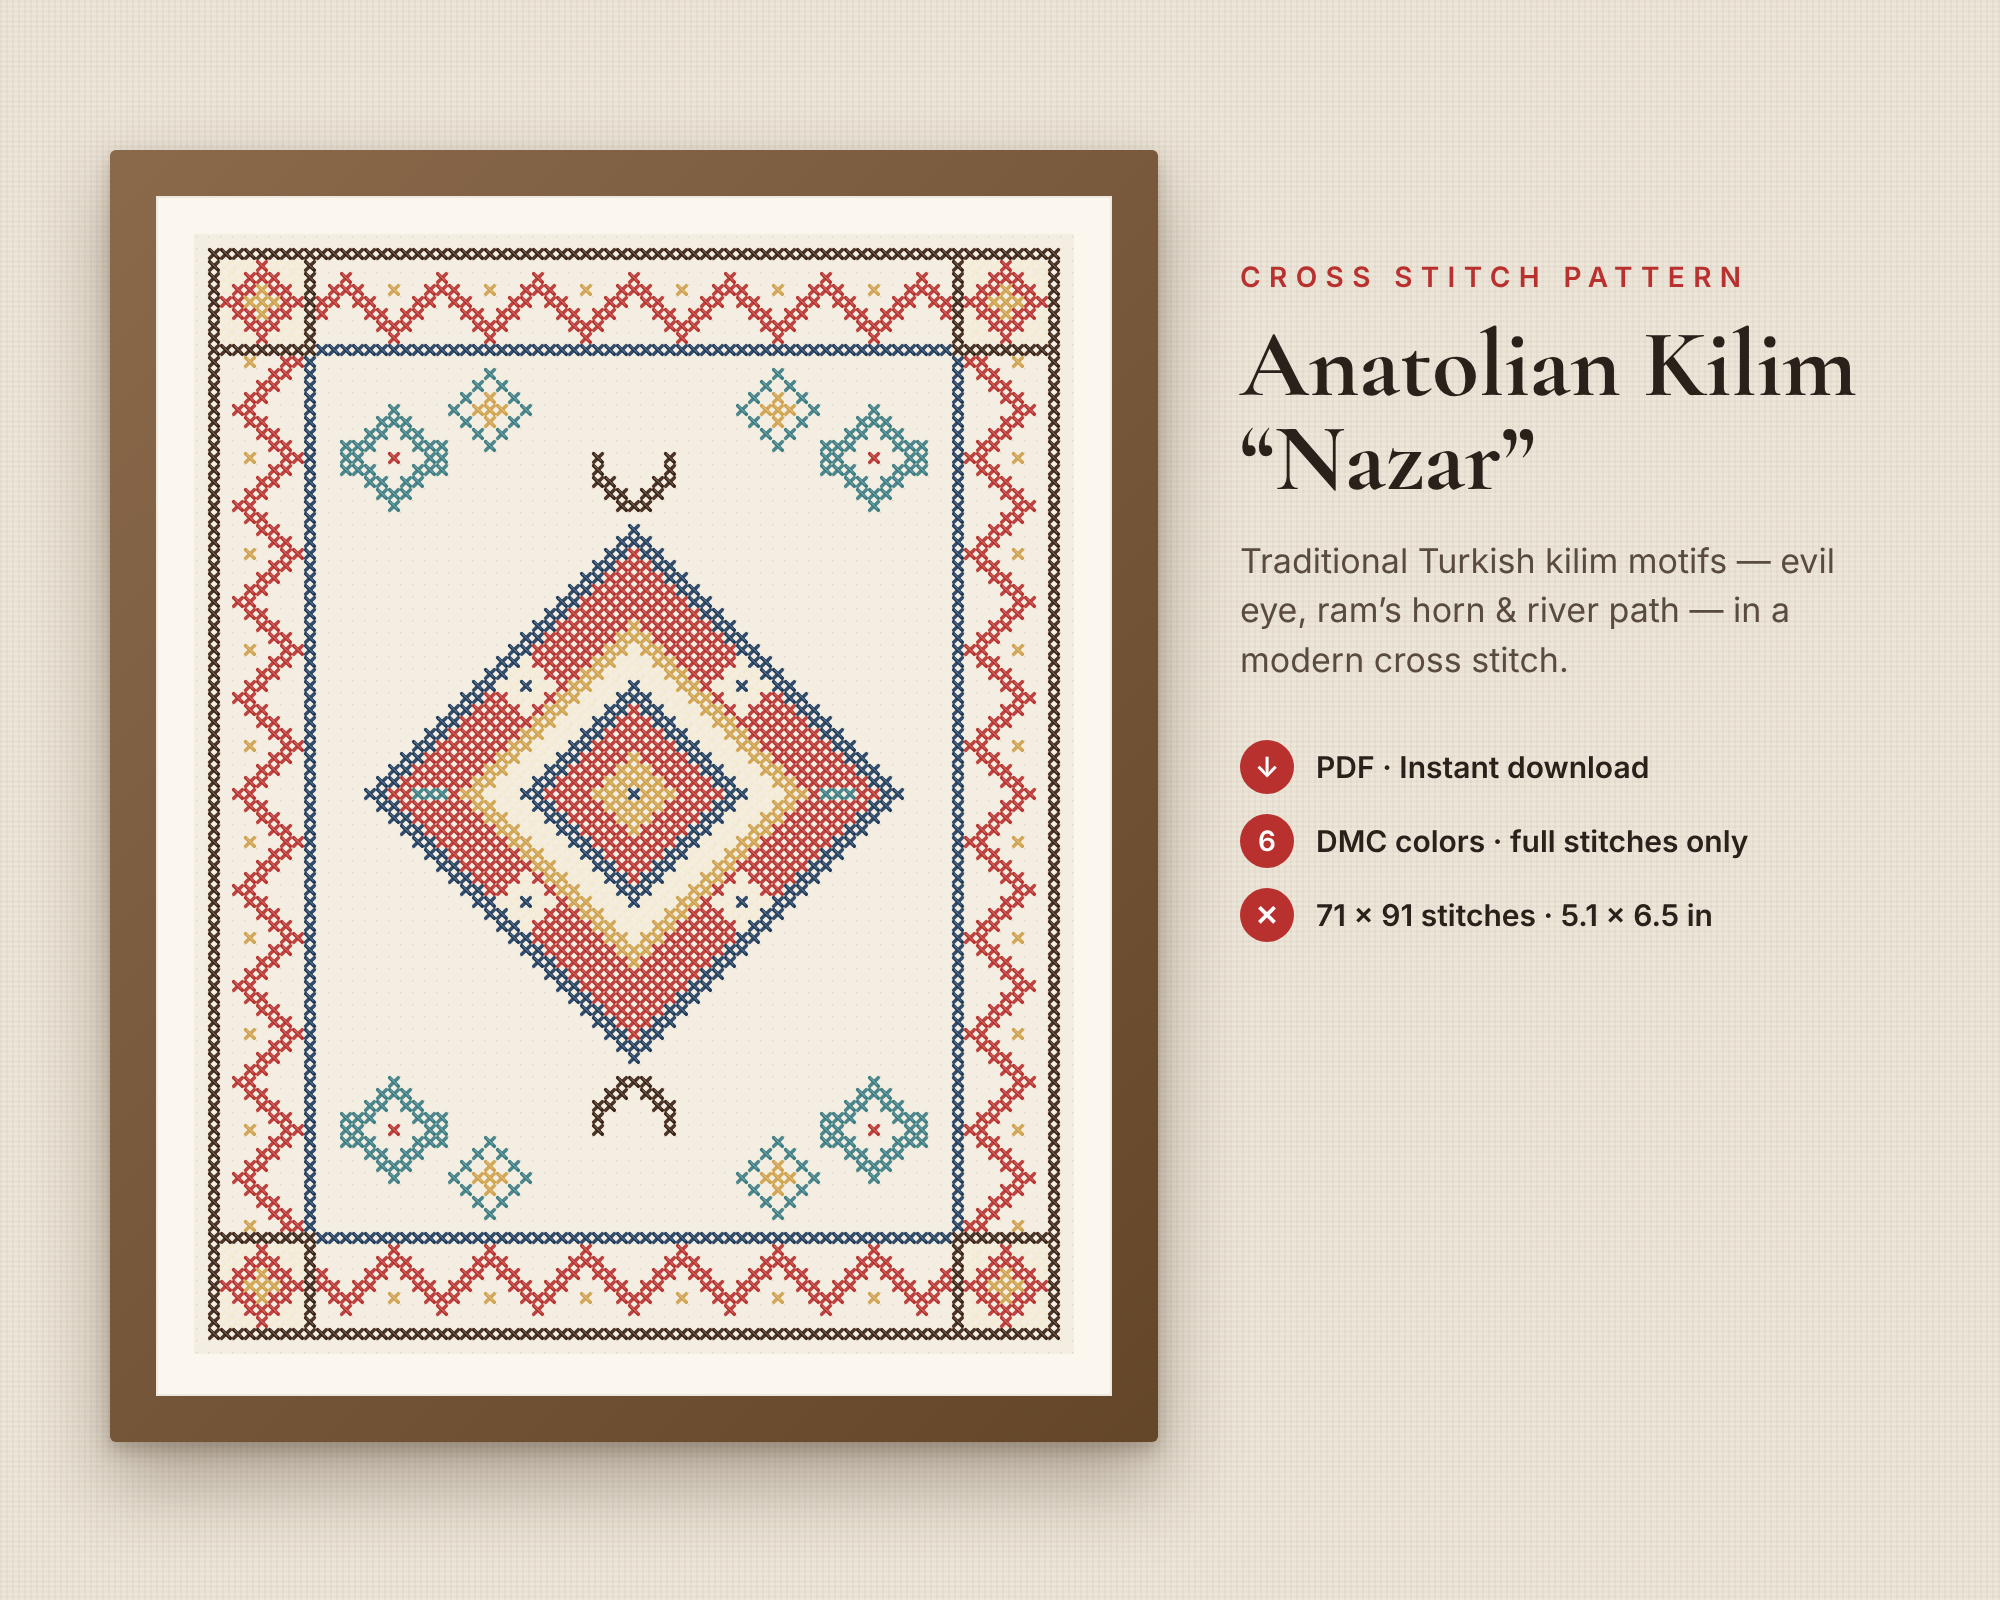 CROSS STITCH PATTERN
Anatolian Kilim
“Nazar”
Traditional Turkish kilim motifs — evil
eye, ram’s horn & river path — in a
modern cross stitch.
↓ PDF · Instant download
6 DMC colors · full stitches only
✕ 71 × 91 stitches · 5.1 × 6.5 in